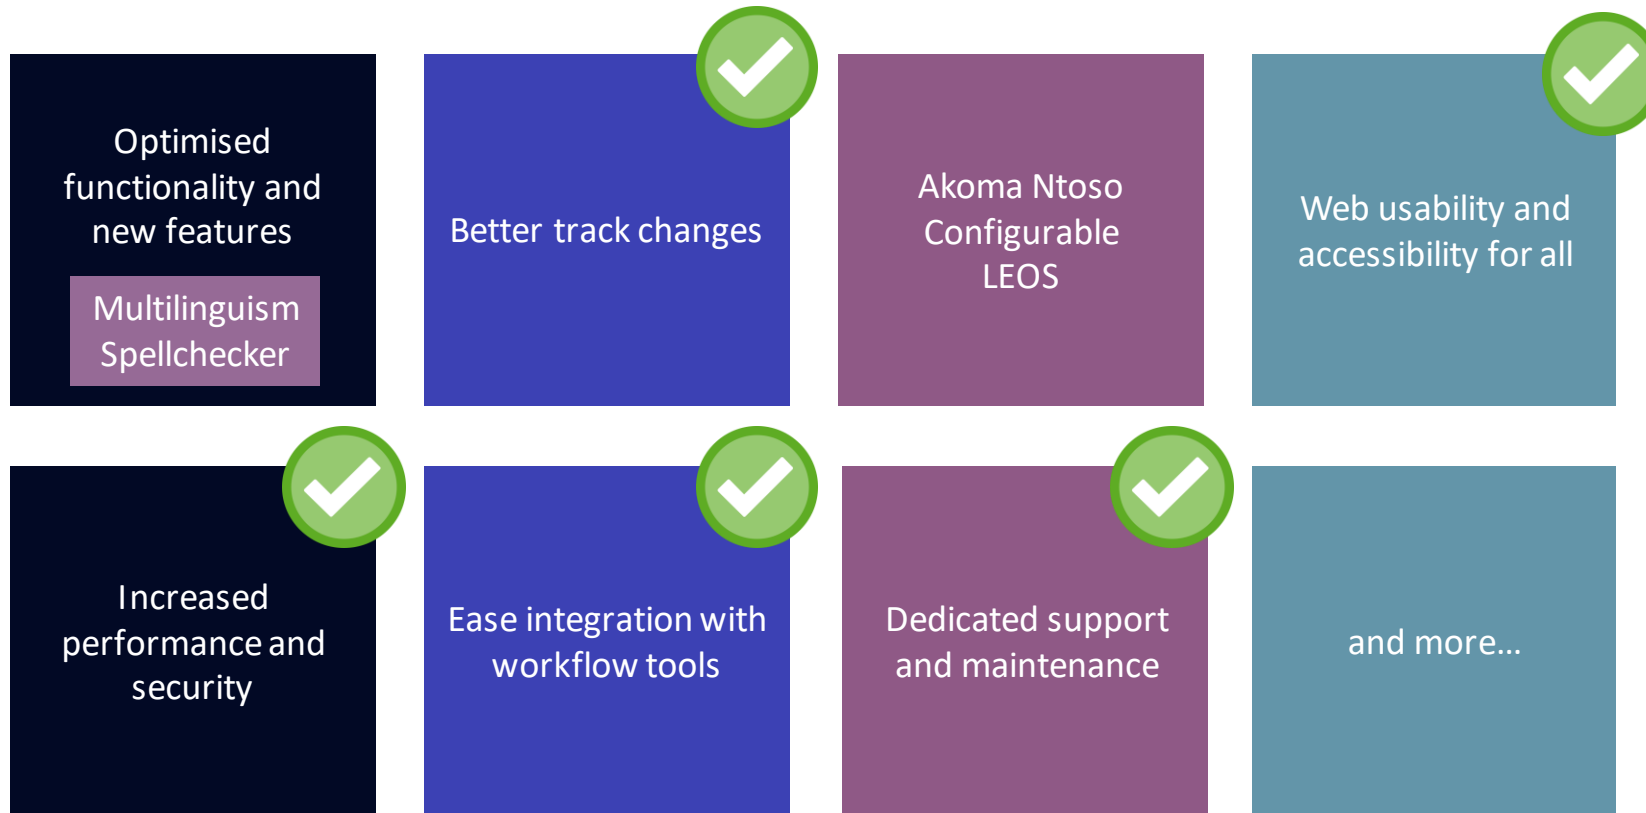 Optimised
functionality and
new features
Multilinguism
Spellchecker
Better track changes
Akoma Ntoso
Configurable
LEOS
Web usability and
accessibility for all
Increased
performance and
security
Ease integration with
workflow tools
Dedicated support
and maintenance
and more...